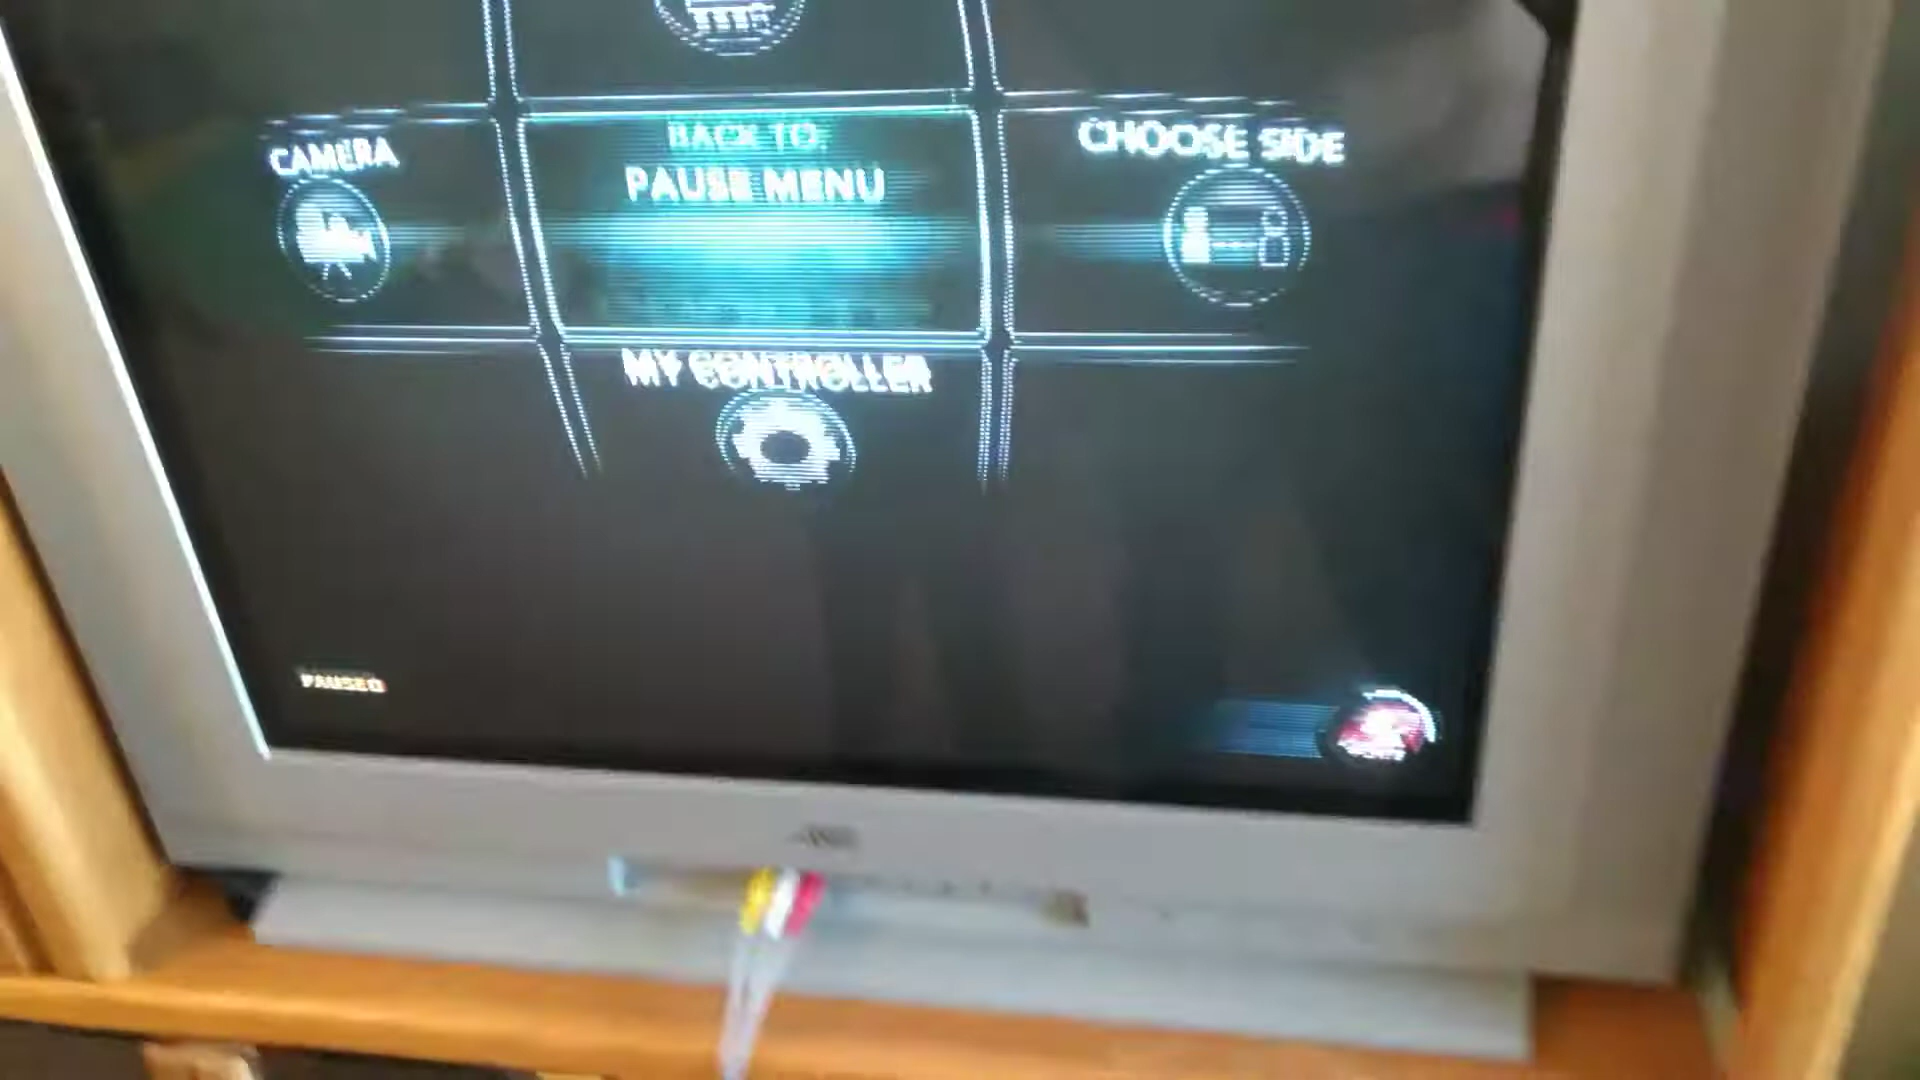 CAMERA
BACK TO:
PAUSE MENU
CHOOSE SIDE
MY CONTROLLER
PAUSED